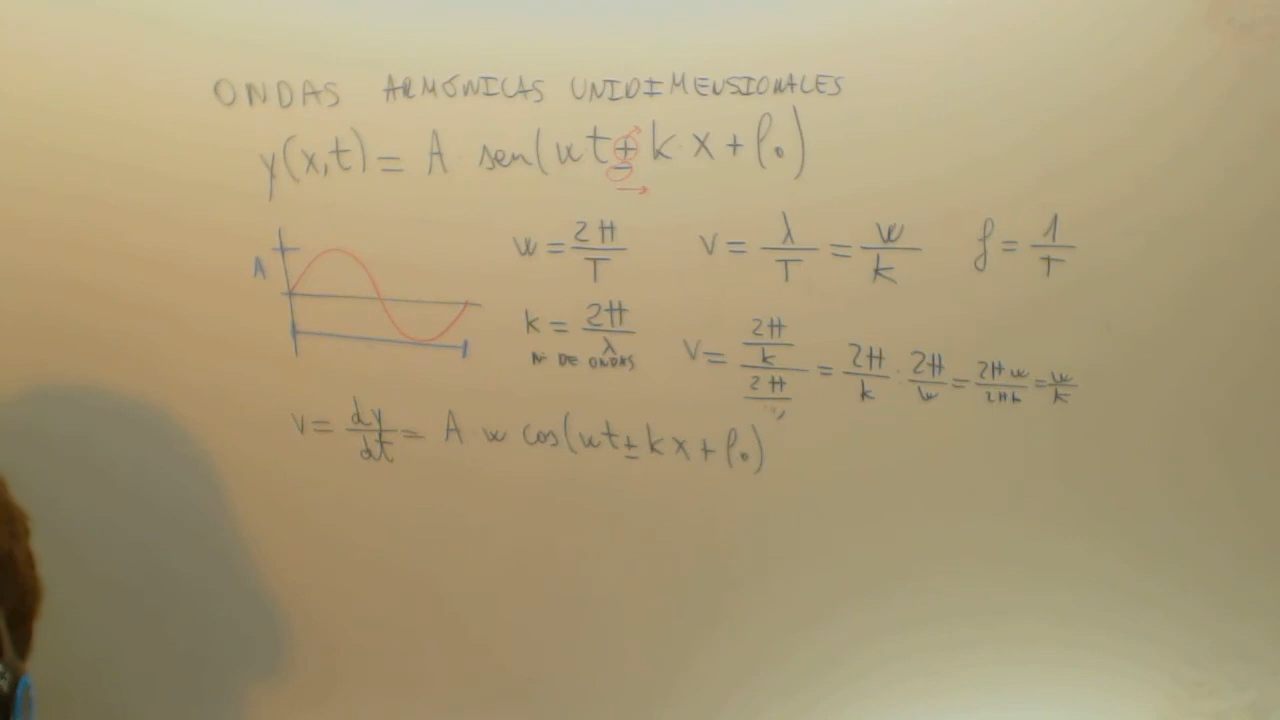 ONDAS ARMÓNICAS UNIDIMENSIONALES
y(x,t) = A sen(wt ± k·x + φ₀)
A
w = 2π/T
v = λ/T = w/k
f = 1/T
k = 2π/λ
Nº DE ONDAS
v = (2π/k)/(2π/w) = 2π/k · 2π/w = 2πw/2πk = w/k
v = dy/dt = A w cos(wt ± kx + φ₀)